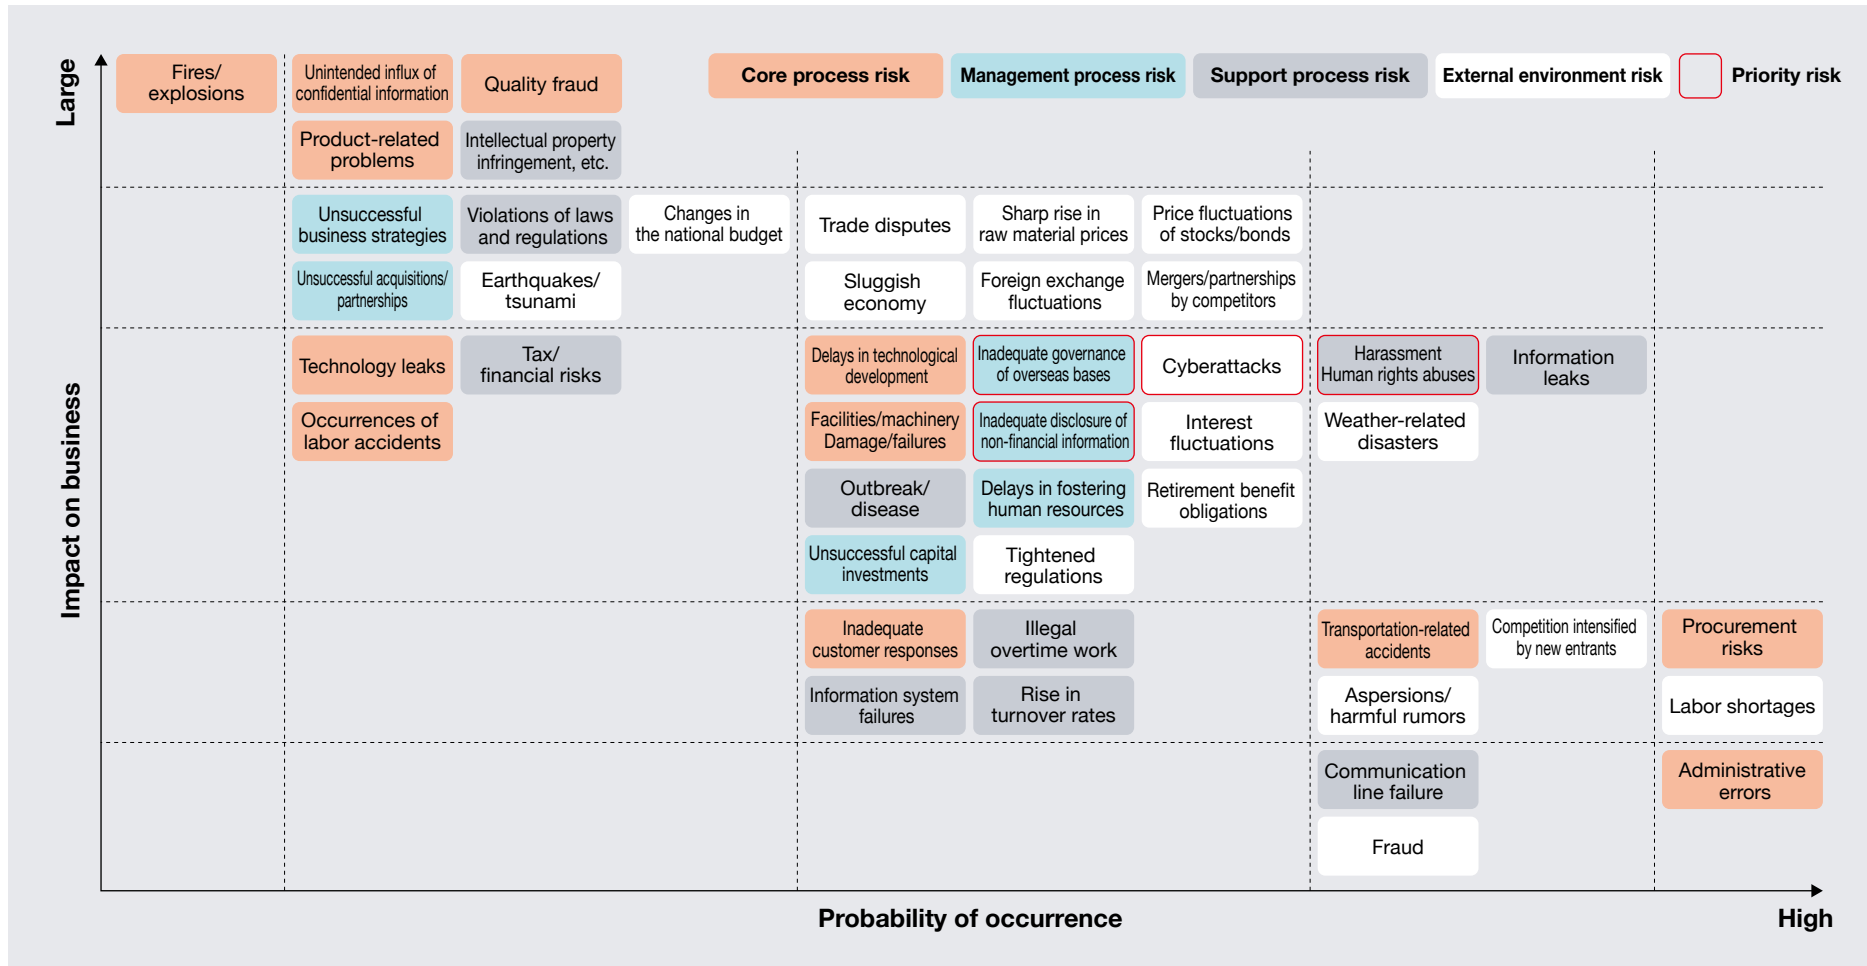 Large
Impact on business
Fires/
explosions
Unintended influx of
confidential information
Quality fraud
Core process risk
Management process risk
Support process risk
External environment risk
Priority risk
Product-related
problems
Intellectual property
infringement, etc.
Unsuccessful
business strategies
Violations of laws
and regulations
Changes in
the national budget
Trade disputes
Sharp rise in
raw material prices
Price fluctuations
of stocks/bonds
Unsuccessful acquisitions/
partnerships
Earthquakes/
tsunami
Sluggish
economy
Foreign exchange
fluctuations
Mergers/partnerships
by competitors
Technology leaks
Tax/
financial risks
Delays in technological
development
Inadequate governance
of overseas bases
Cyberattacks
Harassment
Human rights abuses
Information
leaks
Occurrences of
labor accidents
Facilities/machinery
Damage/failures
Inadequate disclosure of
non-financial information
Interest
fluctuations
Weather-related
disasters
Outbreak/
disease
Delays in fostering
human resources
Retirement benefit
obligations
Unsuccessful capital
investments
Tightened
regulations
Inadequate
customer responses
Illegal
overtime work
Transportation-related
accidents
Competition intensified
by new entrants
Procurement
risks
Information system
failures
Rise in
turnover rates
Aspersions/
harmful rumors
Labor shortages
Communication
line failure
Administrative
errors
Fraud
Probability of occurrence
High